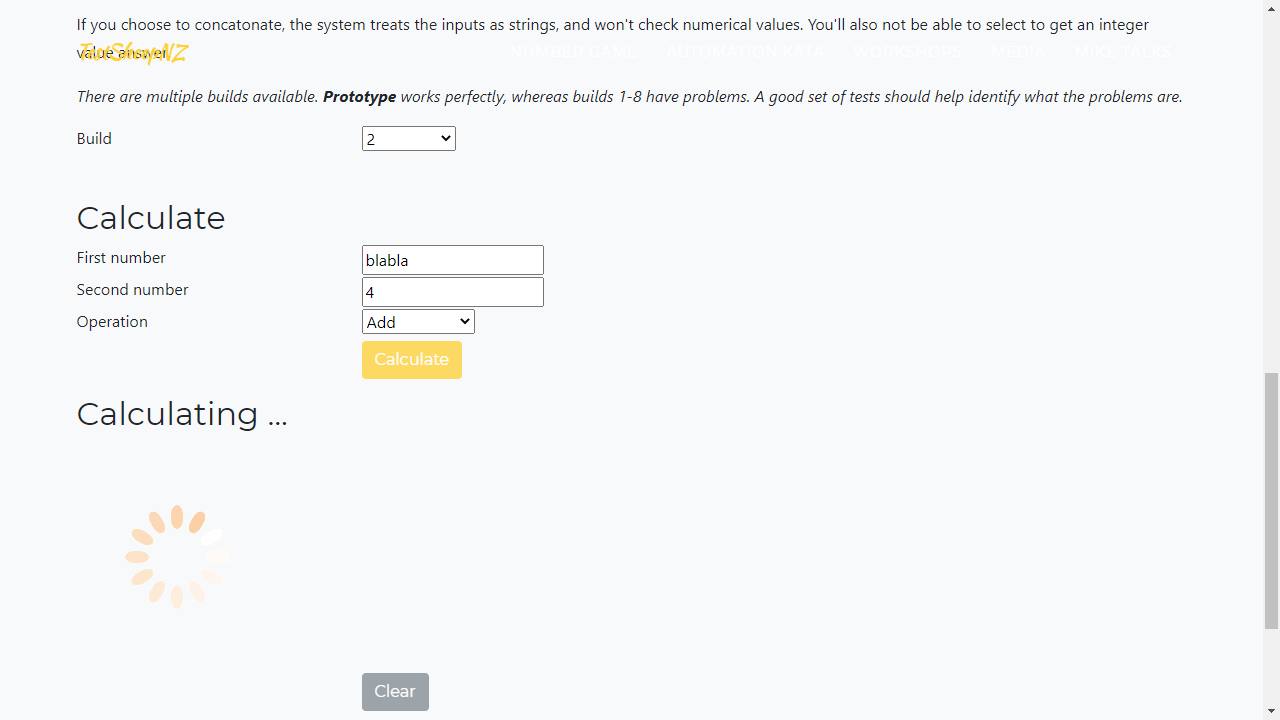 If you choose to concatonate, the system treats the inputs as strings, and won't check numerical values. You'll also not be able to select to get an integer
value answer.
TestSheepNZ
NUMBER GAME AUTOMATION KATA WORKSHOPS MEDIA MIKE TALKS
There are multiple builds available. Prototype works perfectly, whereas builds 1-8 have problems. A good set of tests should help identify what the problems are.
Build 2
Calculate
First number blabla
Second number 4
Operation Add
Calculate
Calculating ...
Clear